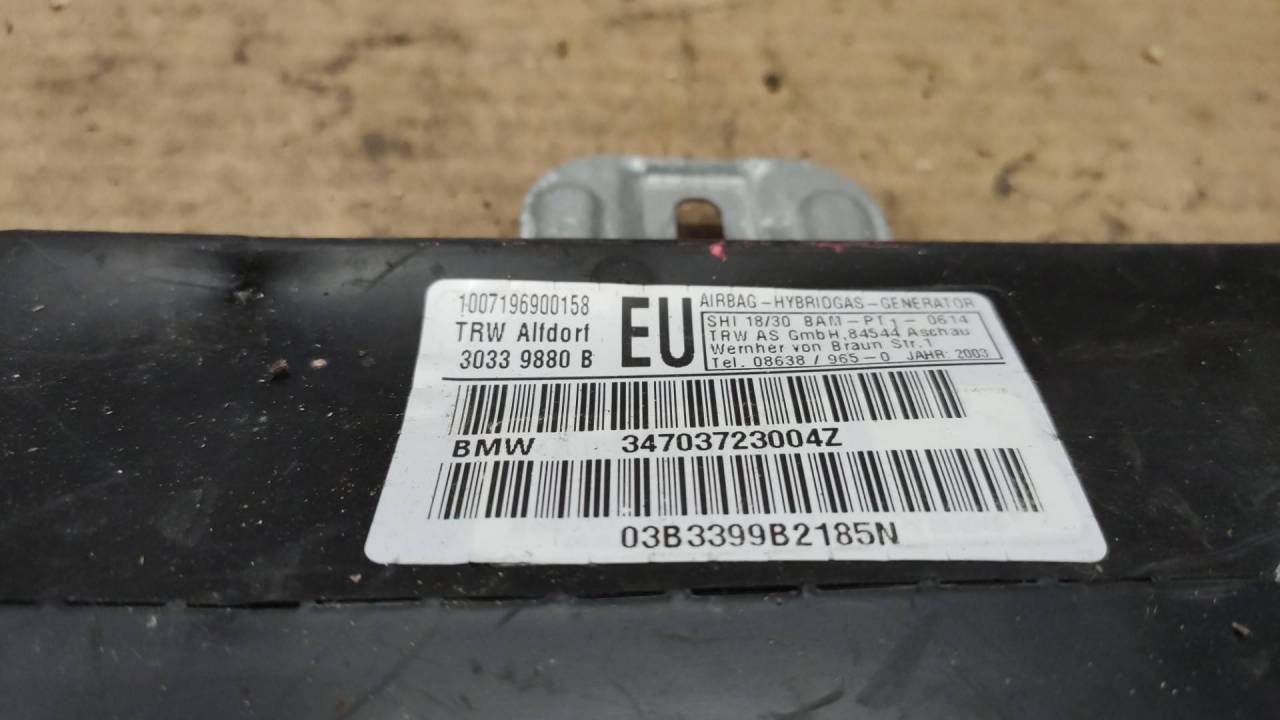 1007196900158
TRW Alfdorf
3033 9880 B
EU
AIRBAG-HYBRIDGAS-GENERATOR
SHI 18/30 BAM-PT1-0614
TRW AS GmbH,84544 Aschau
Wernher von Braun Str.1
Tel. 08638/965-0 JAHR: 2003
BMW 34703723004Z
03B3399B2185N